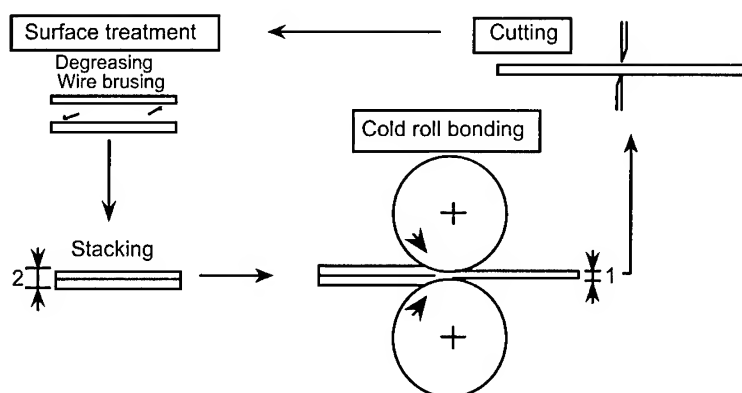 Surface treatment
Degreasing
Wire brusing
Cutting
Cold roll bonding
Stacking
2
1